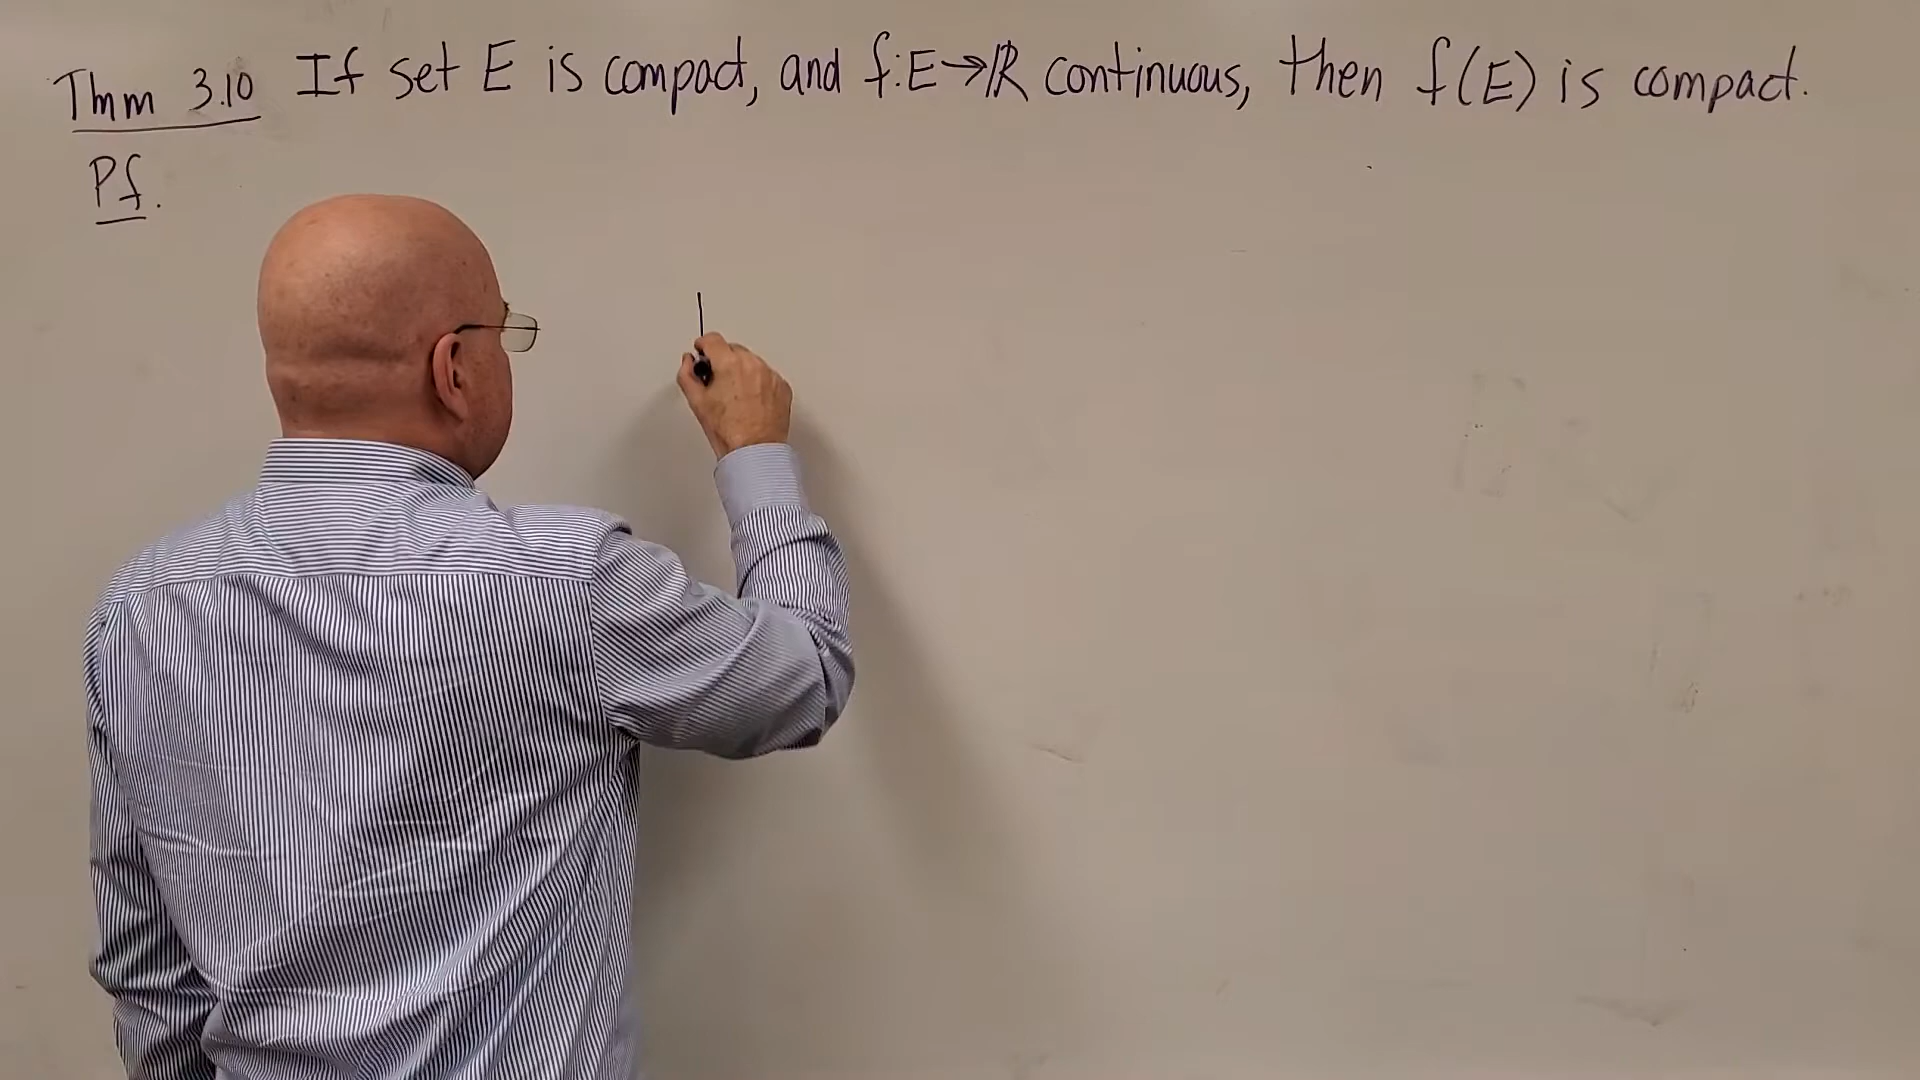 Thm 3.10 If set E is compact, and f:E→ℝ continuous, then f(E) is compact.
Pf.